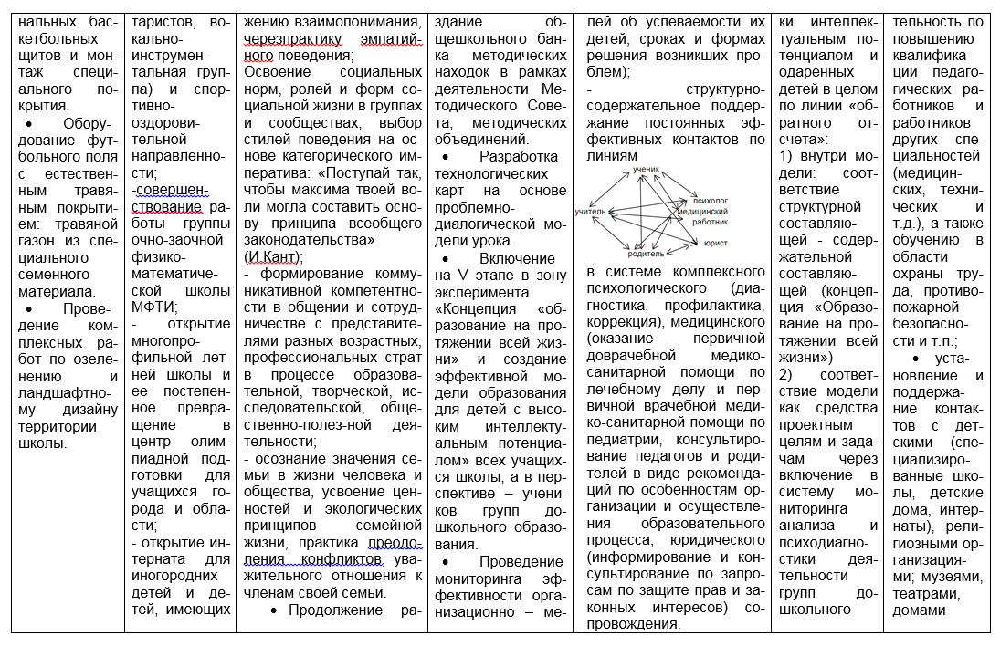 нальных бас-
кетбольных
щитов и мон-
таж специ-
ального по-
крытия.
• Обору-
дование фут-
больного поля
с естествен-
ным травя-
ным покрыти-
ем: травяной
газон из спе-
циального
семенного
материала.
• Прове-
дение ком-
плексных ра-
бот по озеле-
нению и
ландшафтно-
му дизайну
территории
школы.
таристов, во-
кально-
инструмен-
тальная груп-
па) и спор-
тивно-
оздорови-
тельной
направленно-
сти;
-совершен-
ствование ра-
боты группы
очно-заочной
физико-
математиче-
ской школы
МФТИ;
- открытие
многопро-
фильной лет-
ней школы и
ее постепен-
ное превра-
щение в
центр олим-
пиадной под-
готовки для
учащихся го-
рода и обла-
сти;
- открытие ин-
терната для
иногородних
детей и де-
тей, имеющих
жению взаимопонимания,
черезпрактику эмпатий-
ного поведения;
Освоение социальных
норм, ролей и форм со-
циальной жизни в группах
и сообществах, выбор
стилей поведения на ос-
нове категорического им-
ператива: «Поступай так,
чтобы максима твоей во-
ли могла составить осно-
ву принципа всеобщего
законодательства»
(И.Кант);
- формирование комму-
никативной компетентно-
сти в общении и сотруд-
ничестве с представите-
лями разных возрастных,
профессиональных страт
в процессе образова-
тельной, творческой, ис-
следовательской, обще-
ственно-полез-ной дея-
тельности;
- осознание значения се-
мьи в жизни человека и
общества, усвоение цен-
ностей и экологических
принципов семейной
жизни, практика преодо-
ления конфликтов, ува-
жительного отношения к
членам своей семьи.
• Продолжение ра-
здание об-
щешкольного бан-
ка методических
находок в рамках
деятельности Ме-
тодического Сове-
та, методических
объединений.
• Разработка
технологических
карт на основе
проблемно-
диалогической мо-
дели урока.
• Включение
на V этапе в зону
эксперимента
«Концепция «об-
разование на про-
тяжении всей жиз-
ни» и создание
эффективной мо-
дели образования
для детей с высо-
ким интеллекту-
альным потенциа-
лом» всех учащих-
ся школы, а в пер-
спективе – учени-
ков групп до-
школьного образо-
вания.
• Проведение
мониторинга эф-
фективности орга-
низационно – ме-
лей об успеваемости их
детей, сроках и формах
решения возникших про-
блем);
- структурно-
содержательное поддер-
жание постоянных эф-
фективных контактов по
линиям
ученик
психолог
учитель
медицинский
работник
юрист
родитель
в системе комплексного
психологического (диа-
гностика, профилактика,
коррекция), медицинского
(оказание первичной
доврачебной медико-
санитарной помощи по
лечебному делу и пер-
вичной врачебной меди-
ко-санитарной помощи по
педиатрии, консультиро-
вание педагогов и роди-
телей в виде рекоменда-
ций по особенностям ор-
ганизации и осуществле-
ния образовательного
процесса, юридического
(информирование и кон-
сультирование по запро-
сам по защите прав и за-
конных интересов) со-
провождения.
ки интеллек-
туальным по-
тенциалом и
одаренных
детей в целом
по линии «об-
ратного от-
счета»:
1) внутри мо-
дели: соот-
ветствие
структурной
составляю-
щей - содер-
жательной
составляю-
щей (концеп-
ция «Образо-
вание на про-
тяжении всей
жизни»)
2) соответ-
ствие модели
как средства
проектным
целям и зада-
чам через
включение в
систему мо-
ниторинга
анализа и
психодиагно-
стики дея-
тельности
групп до-
школьного
тельность по
повышению
квалифика-
ции педаго-
гических ра-
ботников и
работников
других спе-
циальностей
(медицин-
ских, техни-
ческих и
т.д.), а также
обучению в
области
охраны тру-
да, противо-
пожарной
безопасно-
сти и т.п.;
• уста-
новление и
поддержа-
ние контак-
тов с дет-
скими (спе-
циализиро-
ванные шко-
лы, детские
дома, интер-
наты), рели-
гиозными ор-
ганизация-
ми; музеями,
театрами,
домами